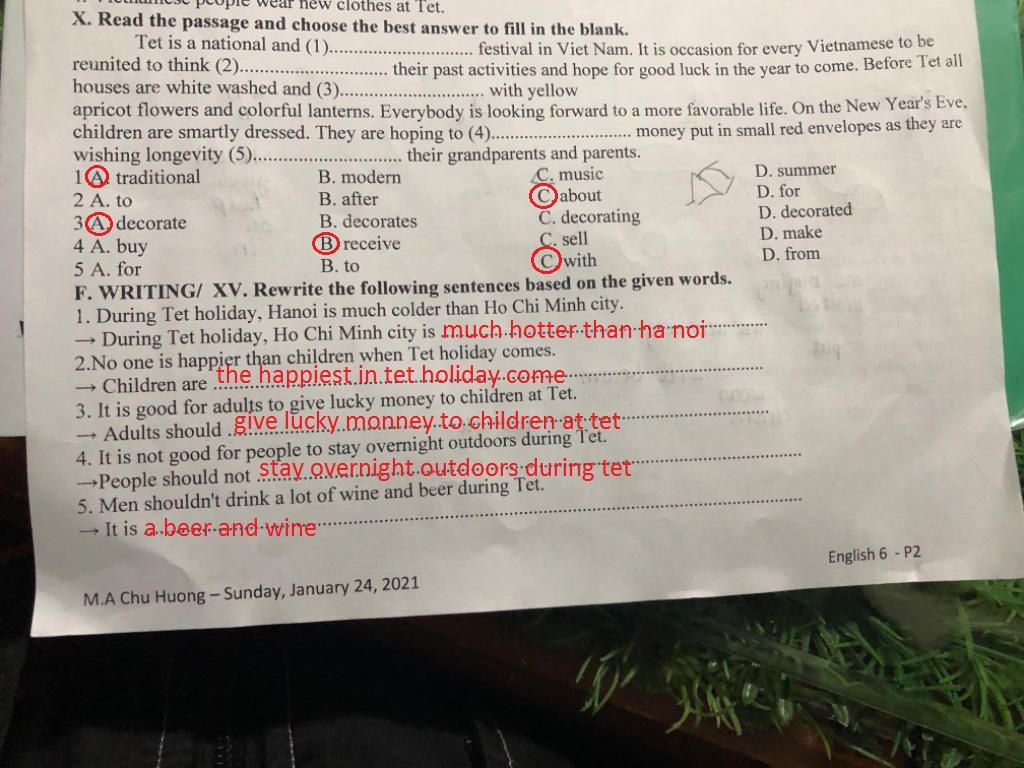 people wear new clothes at Tet.
X. Read the passage and choose the best answer to fill in the blank.
Tet is a national and (1).............................. festival in Viet Nam. It is occasion for every Vietnamese to be
reunited to think (2).............................. their past activities and hope for good luck in the year to come. Before Tet all
houses are white washed and (3).............................. with yellow
apricot flowers and colorful lanterns. Everybody is looking forward to a more favorable life. On the New Year's Eve,
children are smartly dressed. They are hoping to (4).............................. money put in small red envelopes as they are
wishing longevity (5).............................. their grandparents and parents.
1 A. traditional B. modern C. music D. summer
2 A. to B. after C about D. for
3 A. decorate B. decorates C. decorating D. decorated
4 A. buy B receive C. sell D. make
5 A. for B. to C with D. from
F. WRITING/ XV. Rewrite the following sentences based on the given words.
1. During Tet holiday, Hanoi is much colder than Ho Chi Minh city.
→ During Tet holiday, Ho Chi Minh city is much hotter than ha noi
2.No one is happier than children when Tet holiday comes.
→ Children are the happiest in tet holiday come
3. It is good for adults to give lucky money to children at Tet.
→ Adults should give lucky monney to children at tet
4. It is not good for people to stay overnight outdoors during Tet.
→People should not stay overnight outdoors during tet
5. Men shouldn't drink a lot of wine and beer during Tet.
→ It is a beer and wine
English 6 - P2
M.A Chu Huong – Sunday, January 24, 2021